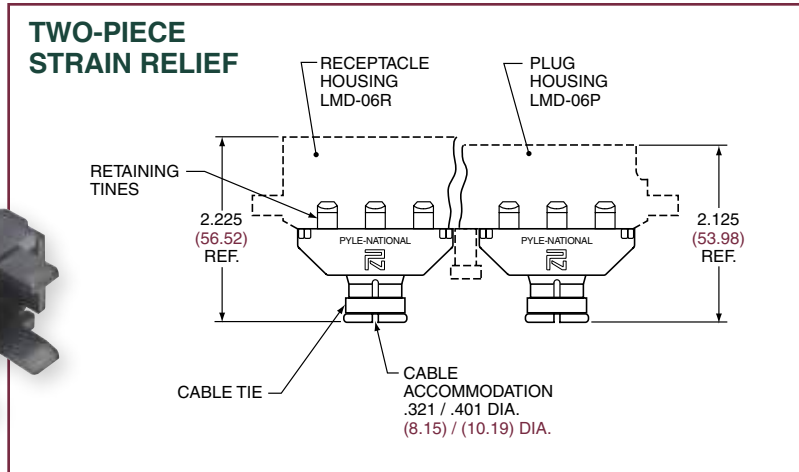 TWO-PIECE
STRAIN RELIEF
RECEPTACLE
HOUSING
LMD-06R
PLUG
HOUSING
LMD-06P
RETAINING
TINES
2.225
(56.52)
REF.
PYLE-NATIONAL
PYLE-NATIONAL
2.125
(53.98)
REF.
CABLE TIE
CABLE
ACCOMMODATION
.321 / .401 DIA.
(8.15) / (10.19) DIA.